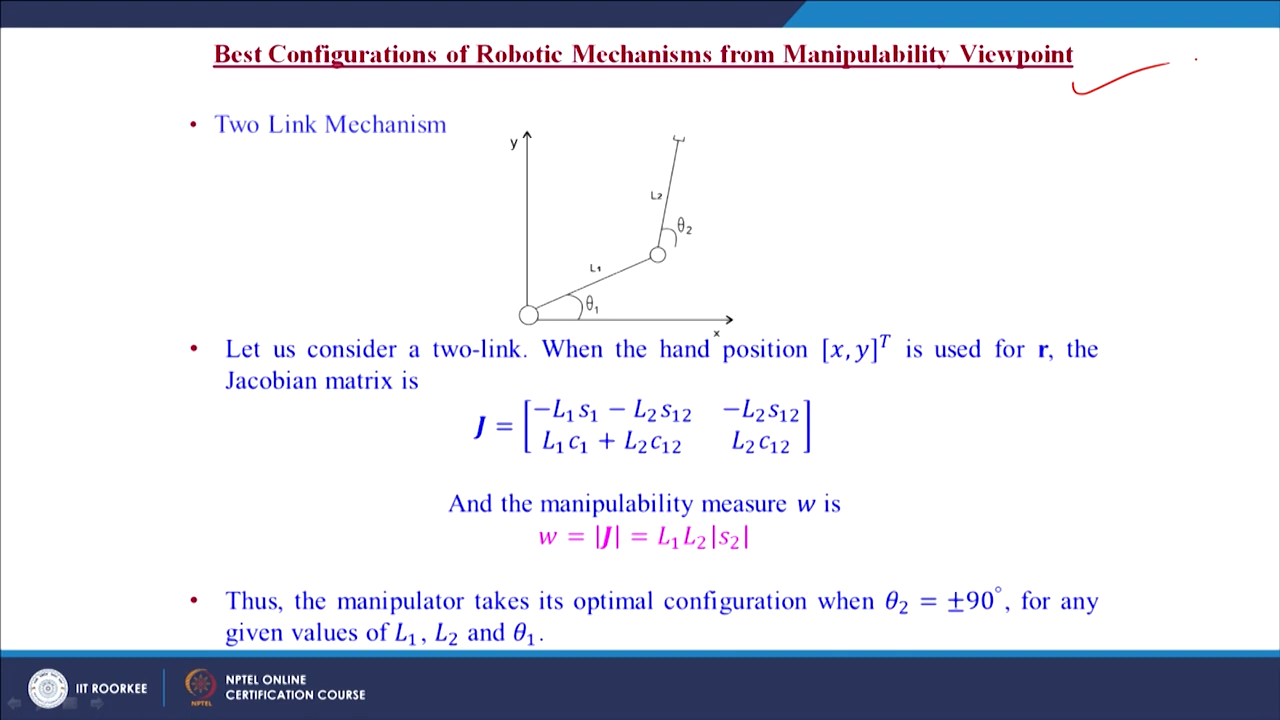 Best Configurations of Robotic Mechanisms from Manipulability Viewpoint
• Two Link Mechanism
y
L2
θ2
L1
θ1
x
• Let us consider a two-link. When the hand position [x, y]^T is used for r, the
Jacobian matrix is
J = [−L₁s₁ − L₂s₁₂ −L₂s₁₂
L₁c₁ + L₂c₁₂ L₂c₁₂]
And the manipulability measure w is
w = |J| = L₁L₂|s₂|
• Thus, the manipulator takes its optimal configuration when θ₂ = ±90°, for any
given values of L₁, L₂ and θ₁.
IIT ROORKEE
NPTEL
NPTEL ONLINE
CERTIFICATION COURSE